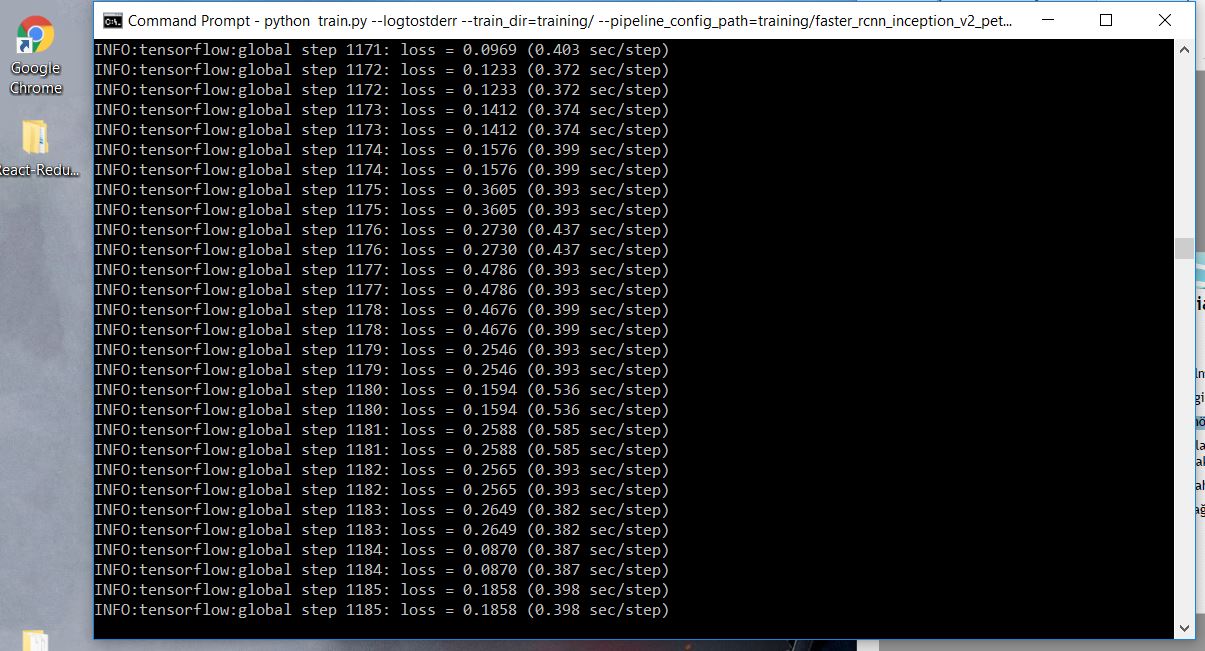 Command Prompt - python train.py --logtostderr --train_dir=training/ --pipeline_config_path=training/faster_rcnn_inception_v2_pet...
Google
Chrome
React-Redu...
INFO:tensorflow:global step 1171: loss = 0.0969 (0.403 sec/step)
INFO:tensorflow:global step 1172: loss = 0.1233 (0.372 sec/step)
INFO:tensorflow:global step 1172: loss = 0.1233 (0.372 sec/step)
INFO:tensorflow:global step 1173: loss = 0.1412 (0.374 sec/step)
INFO:tensorflow:global step 1173: loss = 0.1412 (0.374 sec/step)
INFO:tensorflow:global step 1174: loss = 0.1576 (0.399 sec/step)
INFO:tensorflow:global step 1174: loss = 0.1576 (0.399 sec/step)
INFO:tensorflow:global step 1175: loss = 0.3605 (0.393 sec/step)
INFO:tensorflow:global step 1175: loss = 0.3605 (0.393 sec/step)
INFO:tensorflow:global step 1176: loss = 0.2730 (0.437 sec/step)
INFO:tensorflow:global step 1176: loss = 0.2730 (0.437 sec/step)
INFO:tensorflow:global step 1177: loss = 0.4786 (0.393 sec/step)
INFO:tensorflow:global step 1177: loss = 0.4786 (0.393 sec/step)
INFO:tensorflow:global step 1178: loss = 0.4676 (0.399 sec/step)
INFO:tensorflow:global step 1178: loss = 0.4676 (0.399 sec/step)
INFO:tensorflow:global step 1179: loss = 0.2546 (0.393 sec/step)
INFO:tensorflow:global step 1179: loss = 0.2546 (0.393 sec/step)
INFO:tensorflow:global step 1180: loss = 0.1594 (0.536 sec/step)
INFO:tensorflow:global step 1180: loss = 0.1594 (0.536 sec/step)
INFO:tensorflow:global step 1181: loss = 0.2588 (0.585 sec/step)
INFO:tensorflow:global step 1181: loss = 0.2588 (0.585 sec/step)
INFO:tensorflow:global step 1182: loss = 0.2565 (0.393 sec/step)
INFO:tensorflow:global step 1182: loss = 0.2565 (0.393 sec/step)
INFO:tensorflow:global step 1183: loss = 0.2649 (0.382 sec/step)
INFO:tensorflow:global step 1183: loss = 0.2649 (0.382 sec/step)
INFO:tensorflow:global step 1184: loss = 0.0870 (0.387 sec/step)
INFO:tensorflow:global step 1184: loss = 0.0870 (0.387 sec/step)
INFO:tensorflow:global step 1185: loss = 0.1858 (0.398 sec/step)
INFO:tensorflow:global step 1185: loss = 0.1858 (0.398 sec/step)